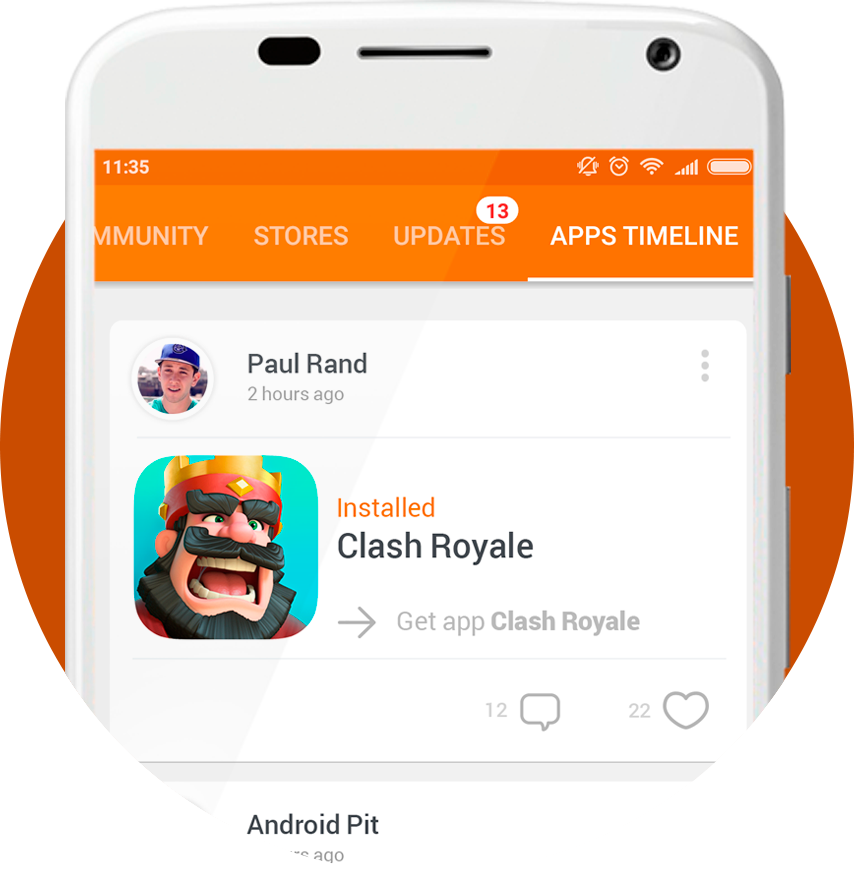 11:35
MMUNITY STORES UPDATES 13 APPS TIMELINE
Paul Rand
2 hours ago
Installed
Clash Royale
Get app Clash Royale
12 22
Android Pit
rs ago